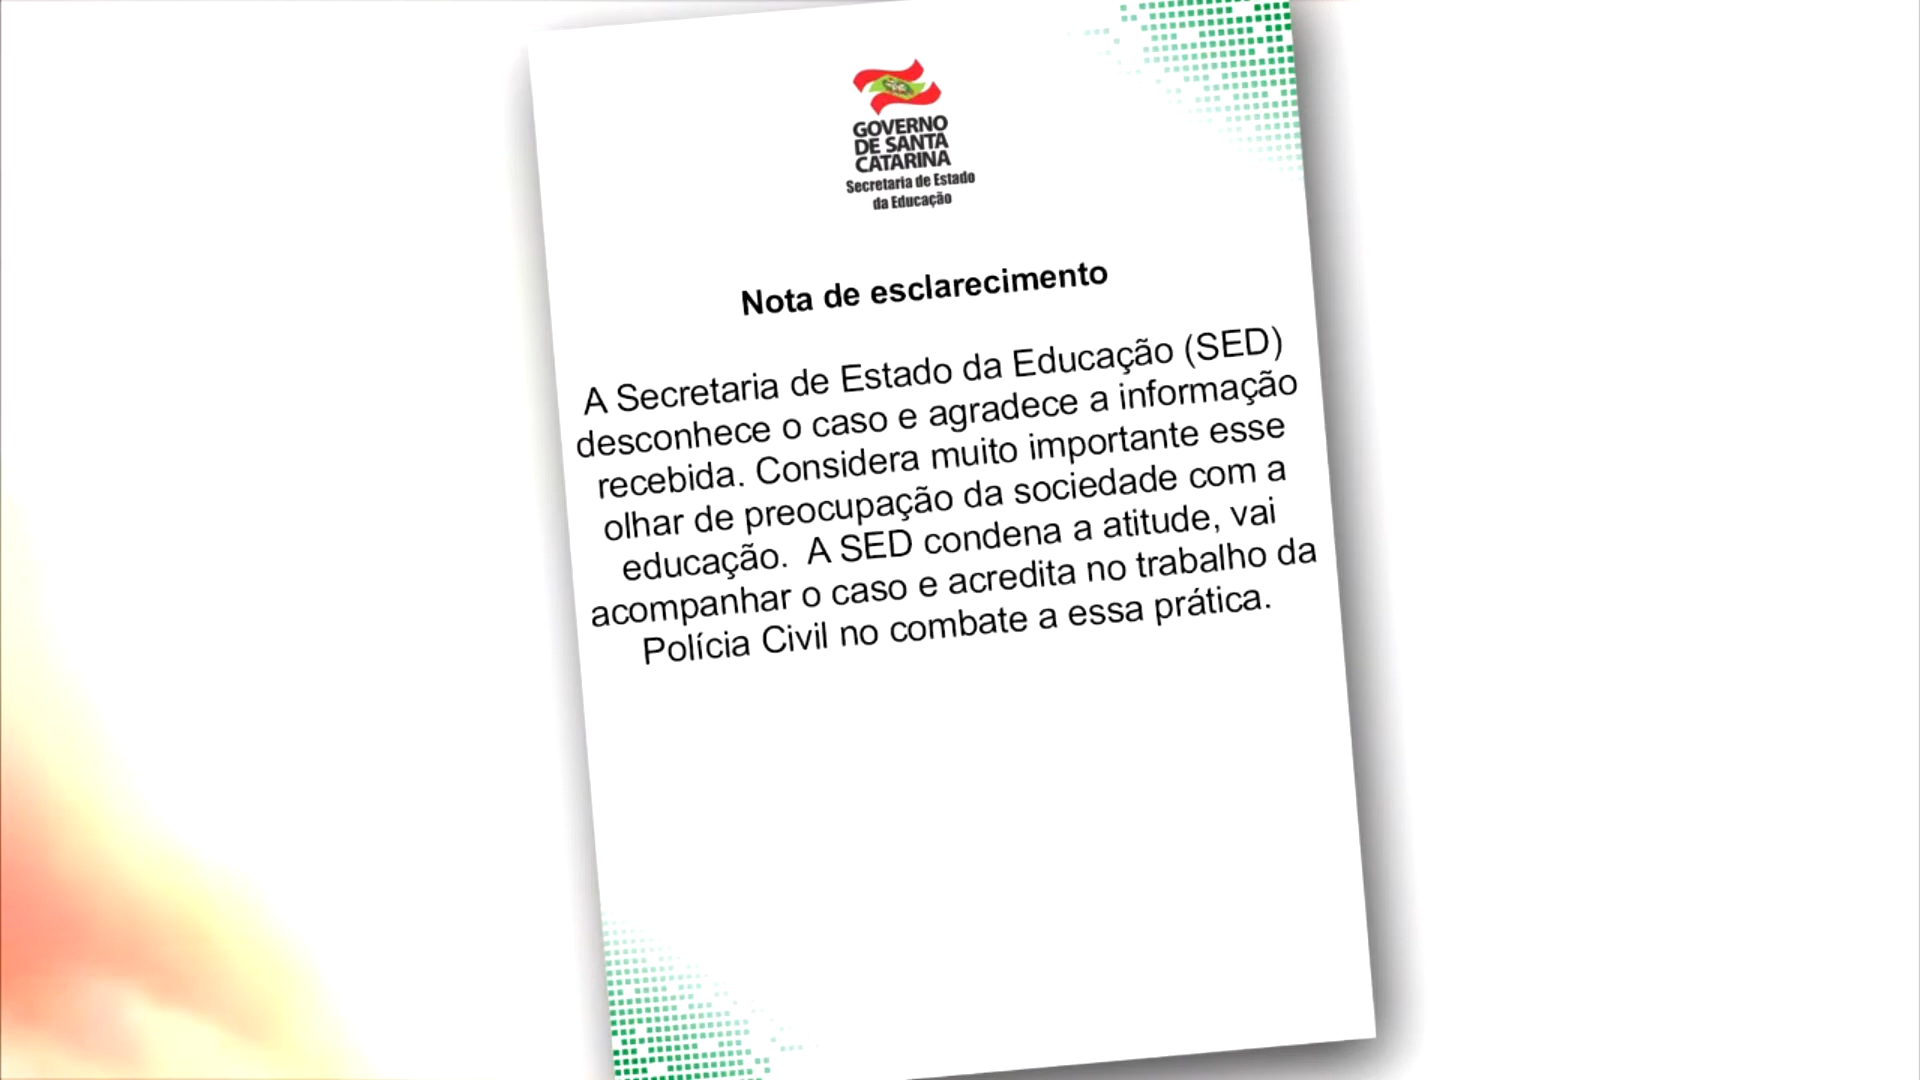 GOVERNO
DE SANTA
CATARINA
Secretaria de Estado
da Educação
Nota de esclarecimento
A Secretaria de Estado da Educação (SED)
desconhece o caso e agradece a informação
recebida. Considera muito importante esse
olhar de preocupação da sociedade com a
educação. A SED condena a atitude, vai
acompanhar o caso e acredita no trabalho da
Polícia Civil no combate a essa prática.